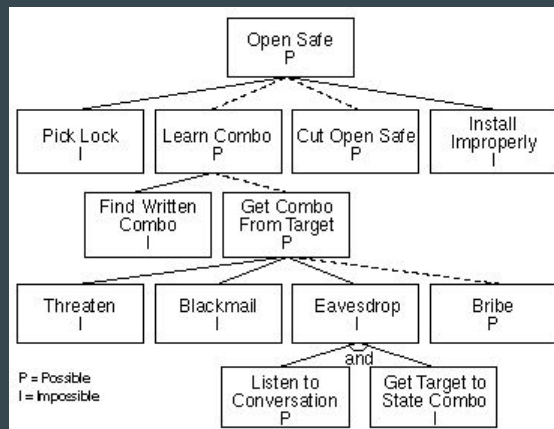 Open Safe
P
Pick Lock
I
Learn Combo
P
Cut Open Safe
P
Install
Improperly
I
Find Written
Combo
I
Get Combo
From Target
P
Threaten
I
Blackmail
I
Eavesdrop
I
Bribe
P
and
P = Possible
I = Impossible
Listen to
Conversation
P
Get Target to
State Combo
I